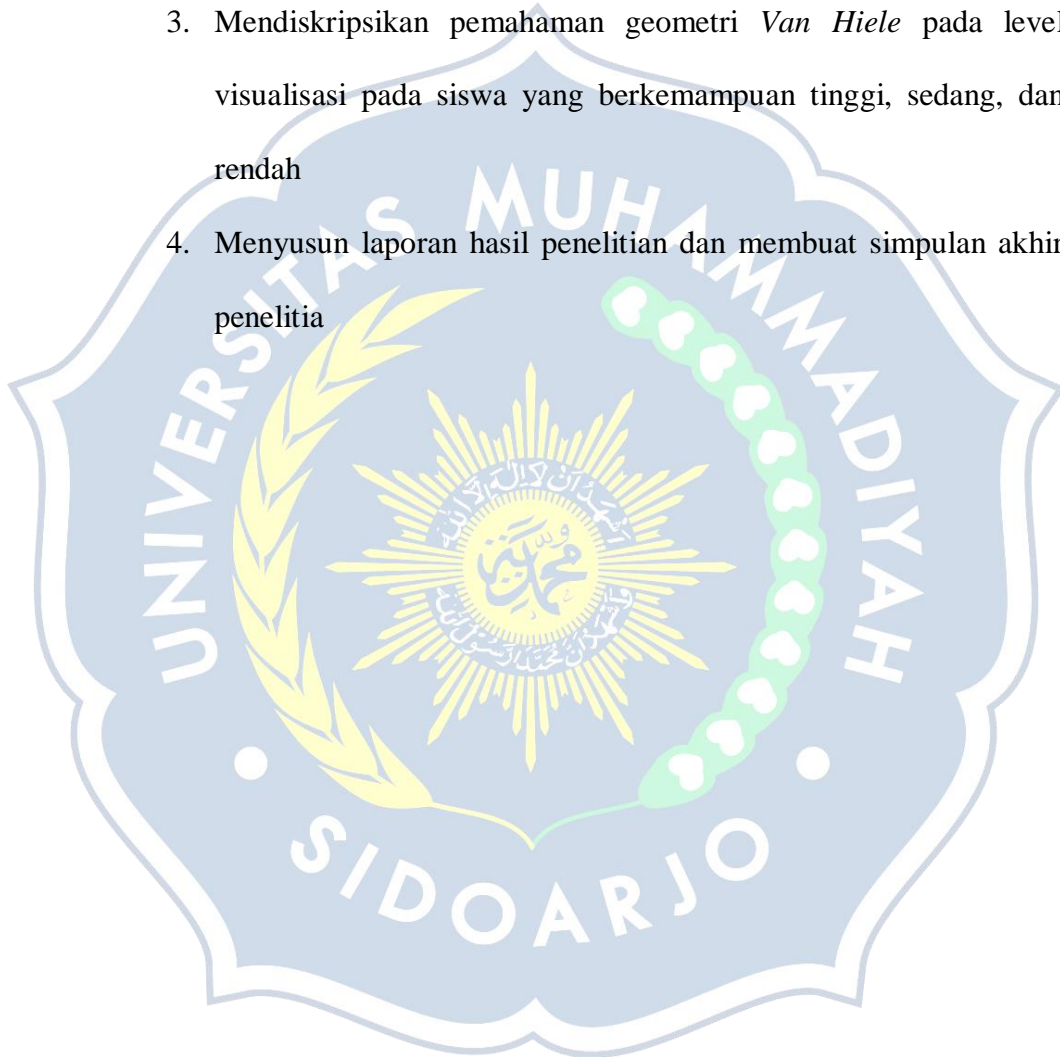 3. Mendiskripsikan pemahaman geometri Van Hiele pada level
visualisasi pada siswa yang berkemampuan tinggi, sedang, dan
rendah
4. Menyusun laporan hasil penelitian dan membuat simpulan akhir
penelitia
UNIVERSITAS MUHAMMADIYAH
SIDOARJO